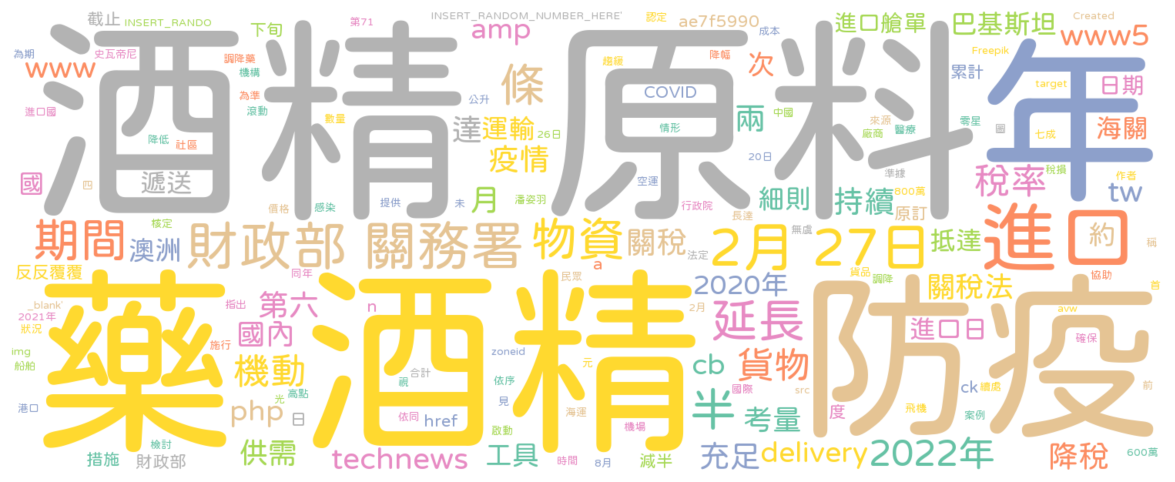 截止 INSERT_RANDO
第71
INSERT_RANDOM_NUMBER_HERE'
認定
Created
為期 史瓦帝尼 調降藥
下旬
amp
ae7f5990
進口艙單 巴基斯坦
www5
www
機構
降幅 成本
Freepik
酒精原料年
次
累計
target
日期
為準
滾動
條
COVID
公升
進口國
數量
26日
達 運輸
疫情
兩
中國
來源
廠商 醫療
零星
圖
七成
海關
降低 社區
情形
國
遞送
四
20日
準據
稅率
稅損
作者
tw
空運
細則 持續
800萬
原訂
提供
未
月
潘姿羽
行政院
長達
無虞
核定
價格
感染
期間 澳洲 財政部 關務署 物資 關稅 2月 27日 抵達 進口 約
稱
法定
反反覆覆
同年
民眾
貨品
調降
關稅法
協助
首
_blank'
2021年
狀況
指出
第六
n
a
2020年
2月
avw
藥酒精防疫
國內
延長
進口日
確保
img
船舶
施行
機動
zoneid
元
cb
貨物
ck
總處
前
合計
視
依序
高點
光
國際
src
港口
php
日
依同
href
見
啟動
海運
機場
半 考量
度
飛機
案例
檢討
措施 財政部
供需
technews
工具
時間
8月
減半
充足
delivery
2022年
降稅
600萬